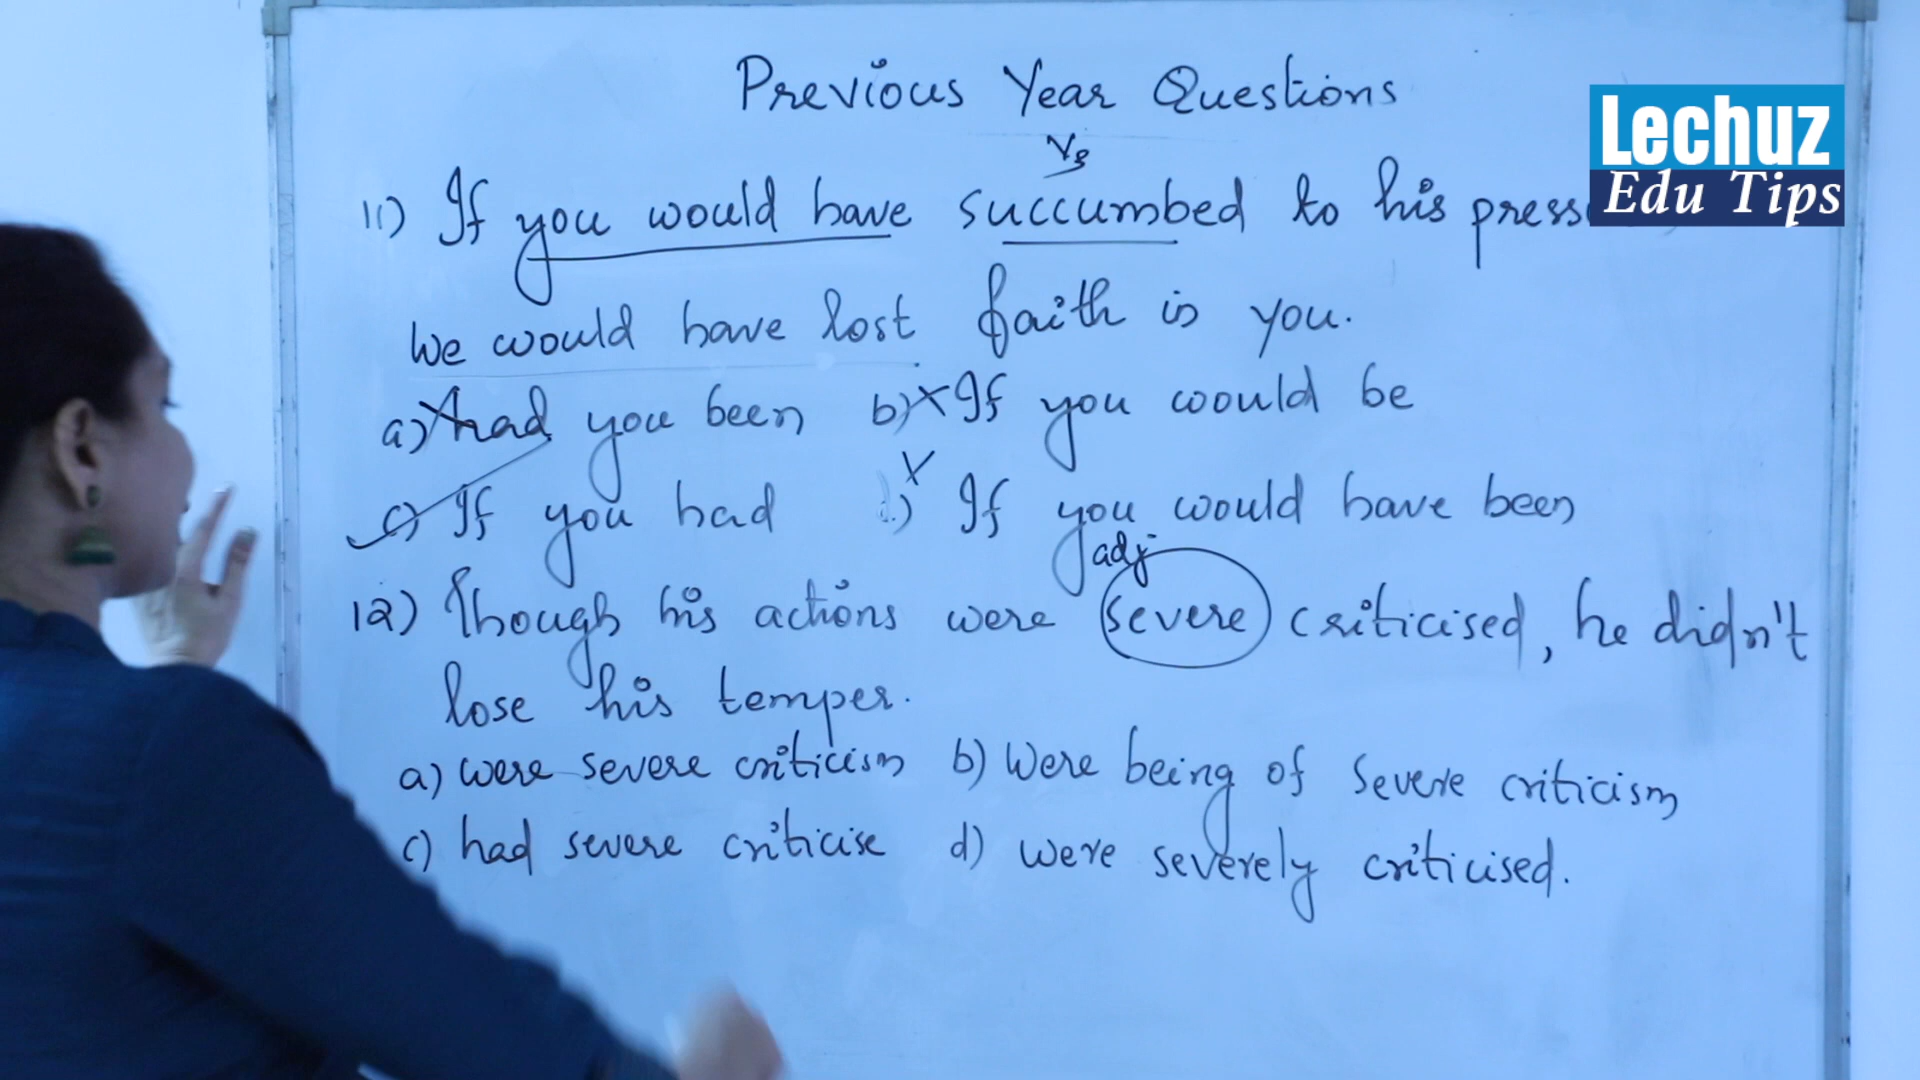 Previous Year Questions
V3
11) If you would have succumbed to his press
We would have lost faith in you.
a) had you been b) If you would be
c) If you had d) If you would have been
adj
12) Though his actions were severe criticised, he didn't
lose his temper.
a) were severe criticism b) Were being of severe criticism
c) had severe criticise d) were severely criticised.
Lechuz
Edu Tips